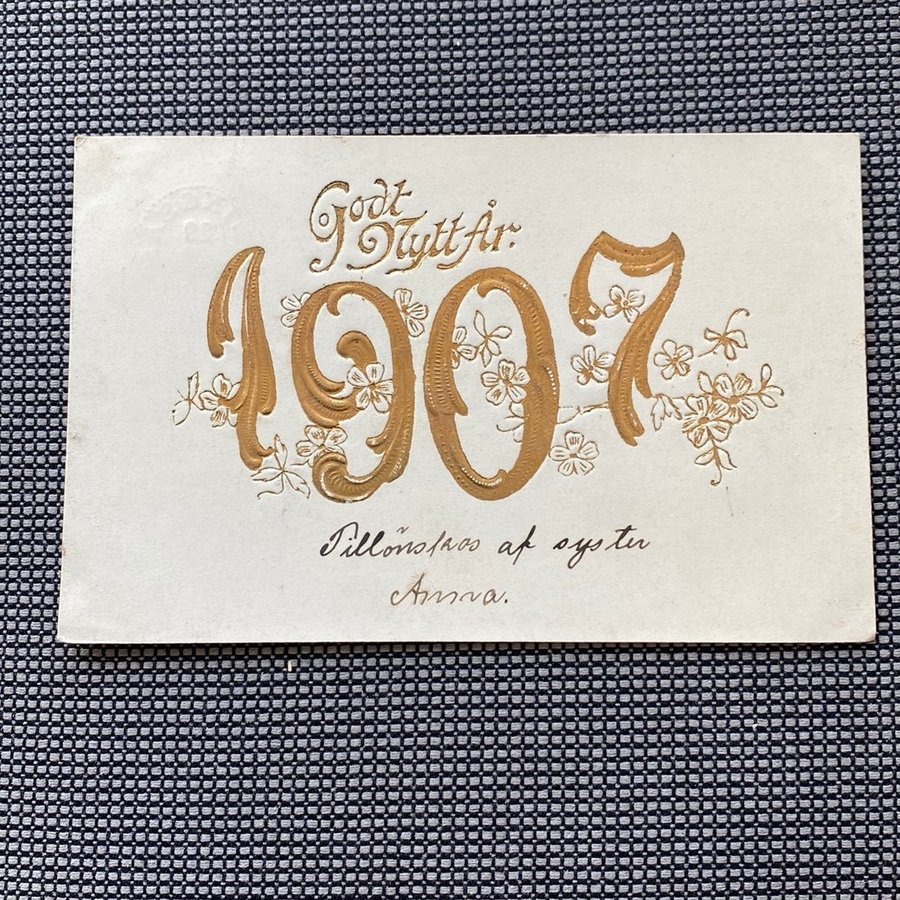 Godt
Nytt År.
1907
Tillönskas af syster
Anna.